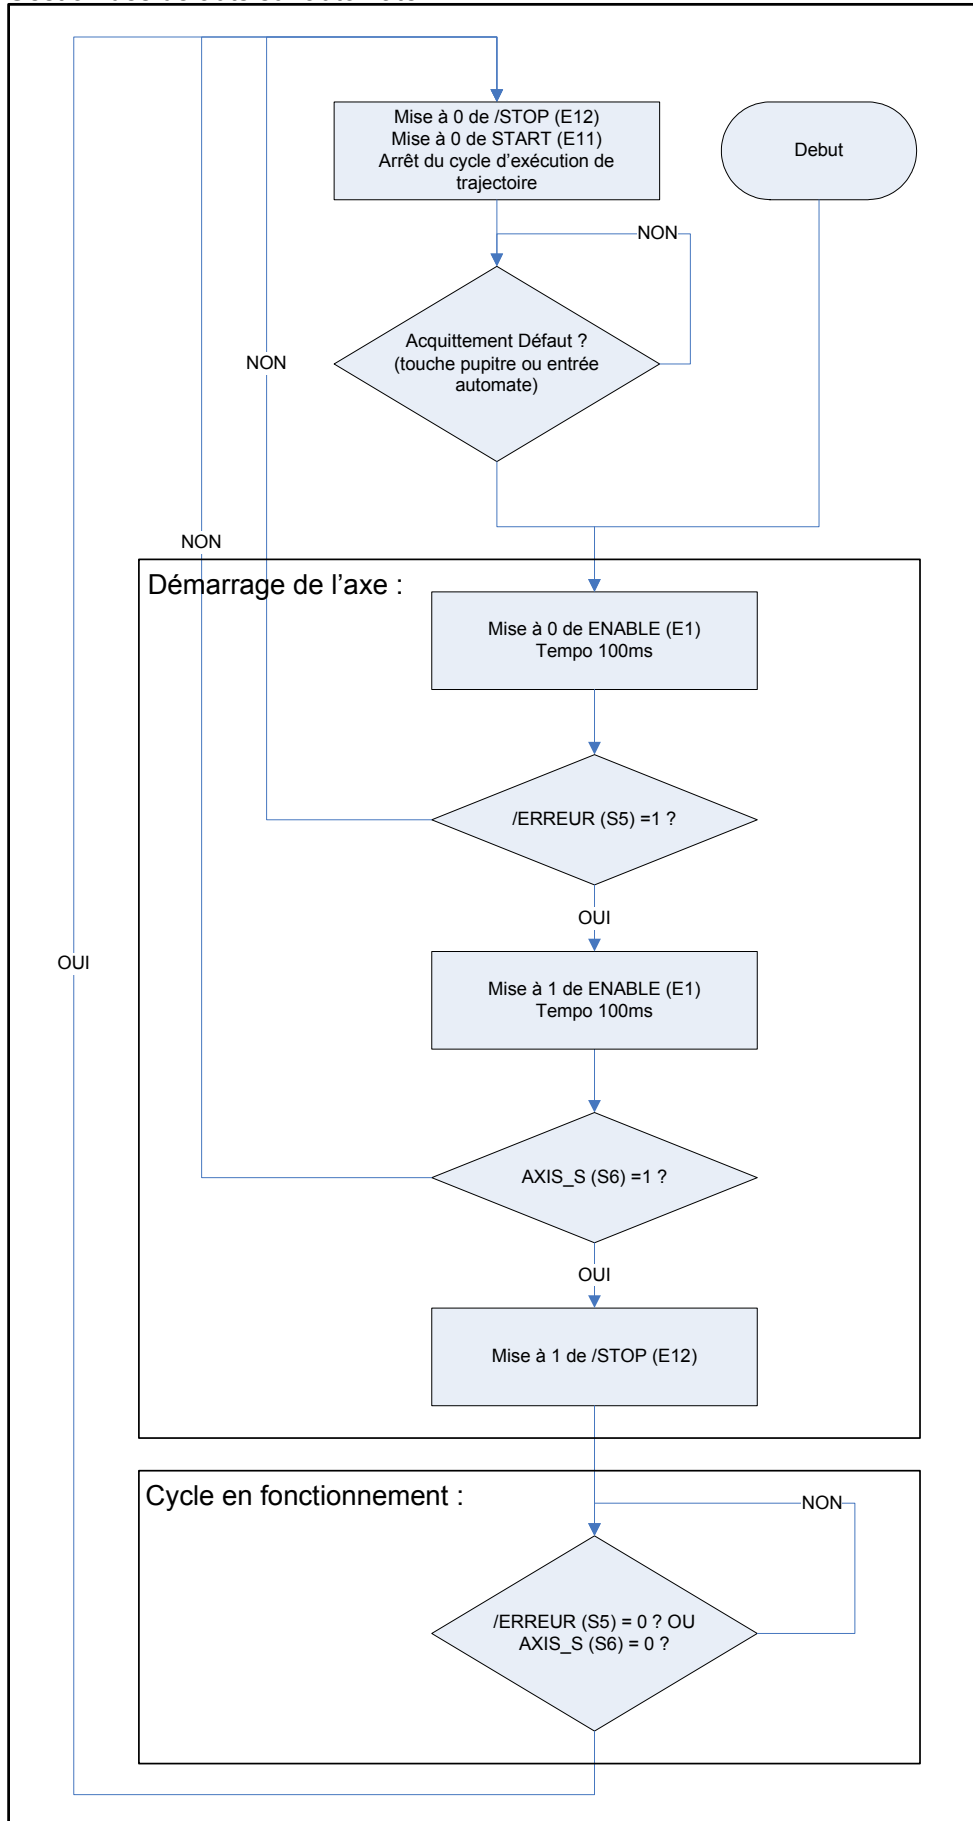 Mise à 0 de /STOP (E12)
Mise à 0 de START (E11)
Arrêt du cycle d'exécution de
trajectoire
Debut
NON
Acquittement Défaut ?
(touche pupitre ou entrée
automate)
NON
NON
Démarrage de l'axe :
Mise à 0 de ENABLE (E1)
Tempo 100ms
/ERREUR (S5) =1 ?
OUI
OUI
Mise à 1 de ENABLE (E1)
Tempo 100ms
AXIS_S (S6) =1 ?
OUI
Mise à 1 de /STOP (E12)
Cycle en fonctionnement :
NON
/ERREUR (S5) = 0 ? OU
AXIS_S (S6) = 0 ?